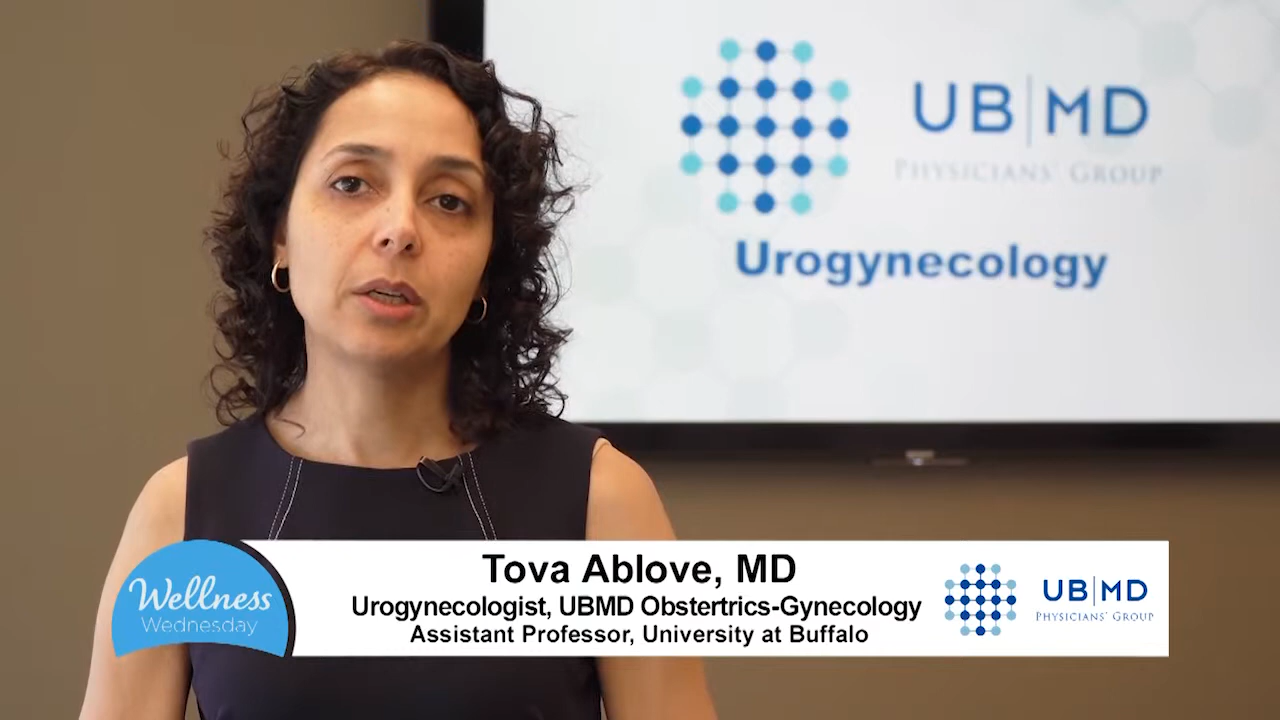 UB|MD
PHYSICIANS' GROUP
Urogynecology
Wellness
Wednesday
Tova Ablove, MD
Urogynecologist, UBMD Obstertrics-Gynecology
Assistant Professor, University at Buffalo
UB|MD
PHYSICIANS' GROUP